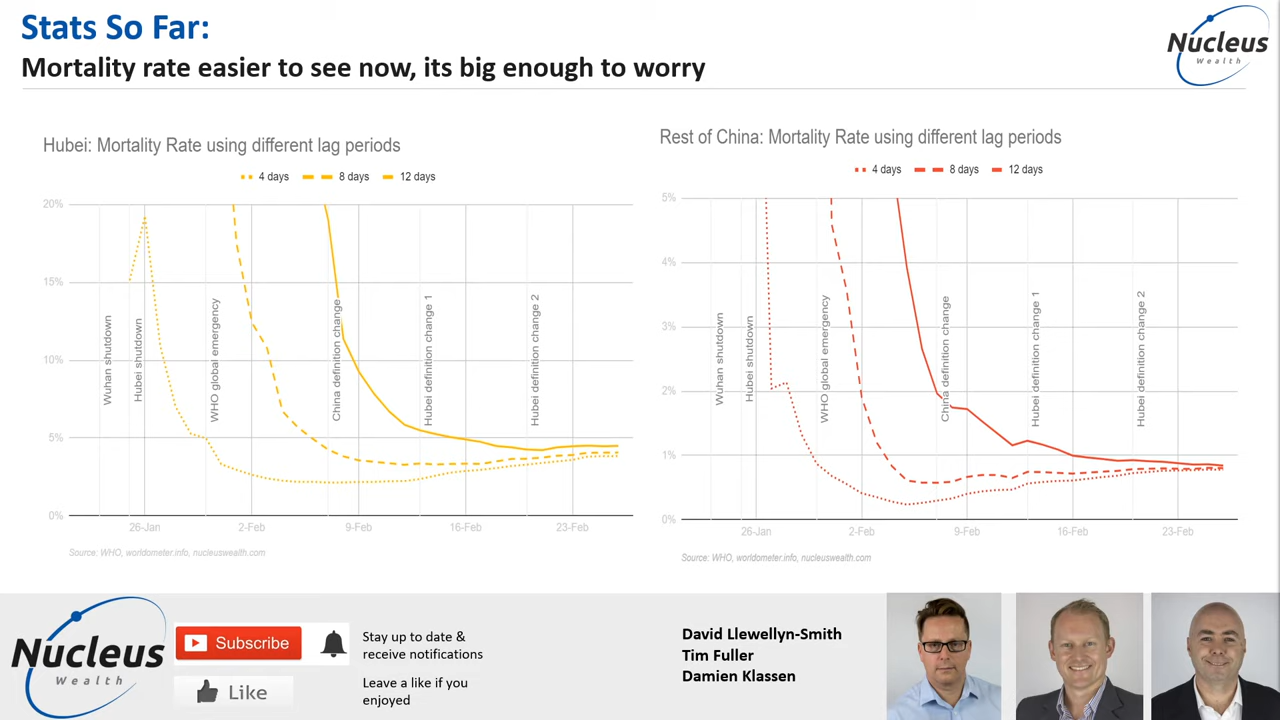 Stats So Far:
Mortality rate easier to see now, its big enough to worry
Nucleus
Wealth
Hubei: Mortality Rate using different lag periods
4 days 8 days 12 days
20%
15%
10%
5%
0%
Wuhan shutdown
Hubei shutdown
WHO global emergency
China definition change
Hubei definition change 1
Hubei definition change 2
26-Jan 2-Feb 9-Feb 16-Feb 23-Feb
Source: WHO, worldometer.info, nucleuswealth.com
Rest of China: Mortality Rate using different lag periods
4 days 8 days 12 days
5%
4%
3%
2%
1%
0%
Wuhan shutdown
Hubei shutdown
WHO global emergency
China definition change
Hubei definition change 1
Hubei definition change 2
26-Jan 2-Feb 9-Feb 16-Feb 23-Feb
Source: WHO, worldometer.info, nucleuswealth.com
Nucleus
Wealth
Subscribe
Like
Stay up to date &
receive notifications
Leave a like if you
enjoyed
David Llewellyn-Smith
Tim Fuller
Damien Klassen